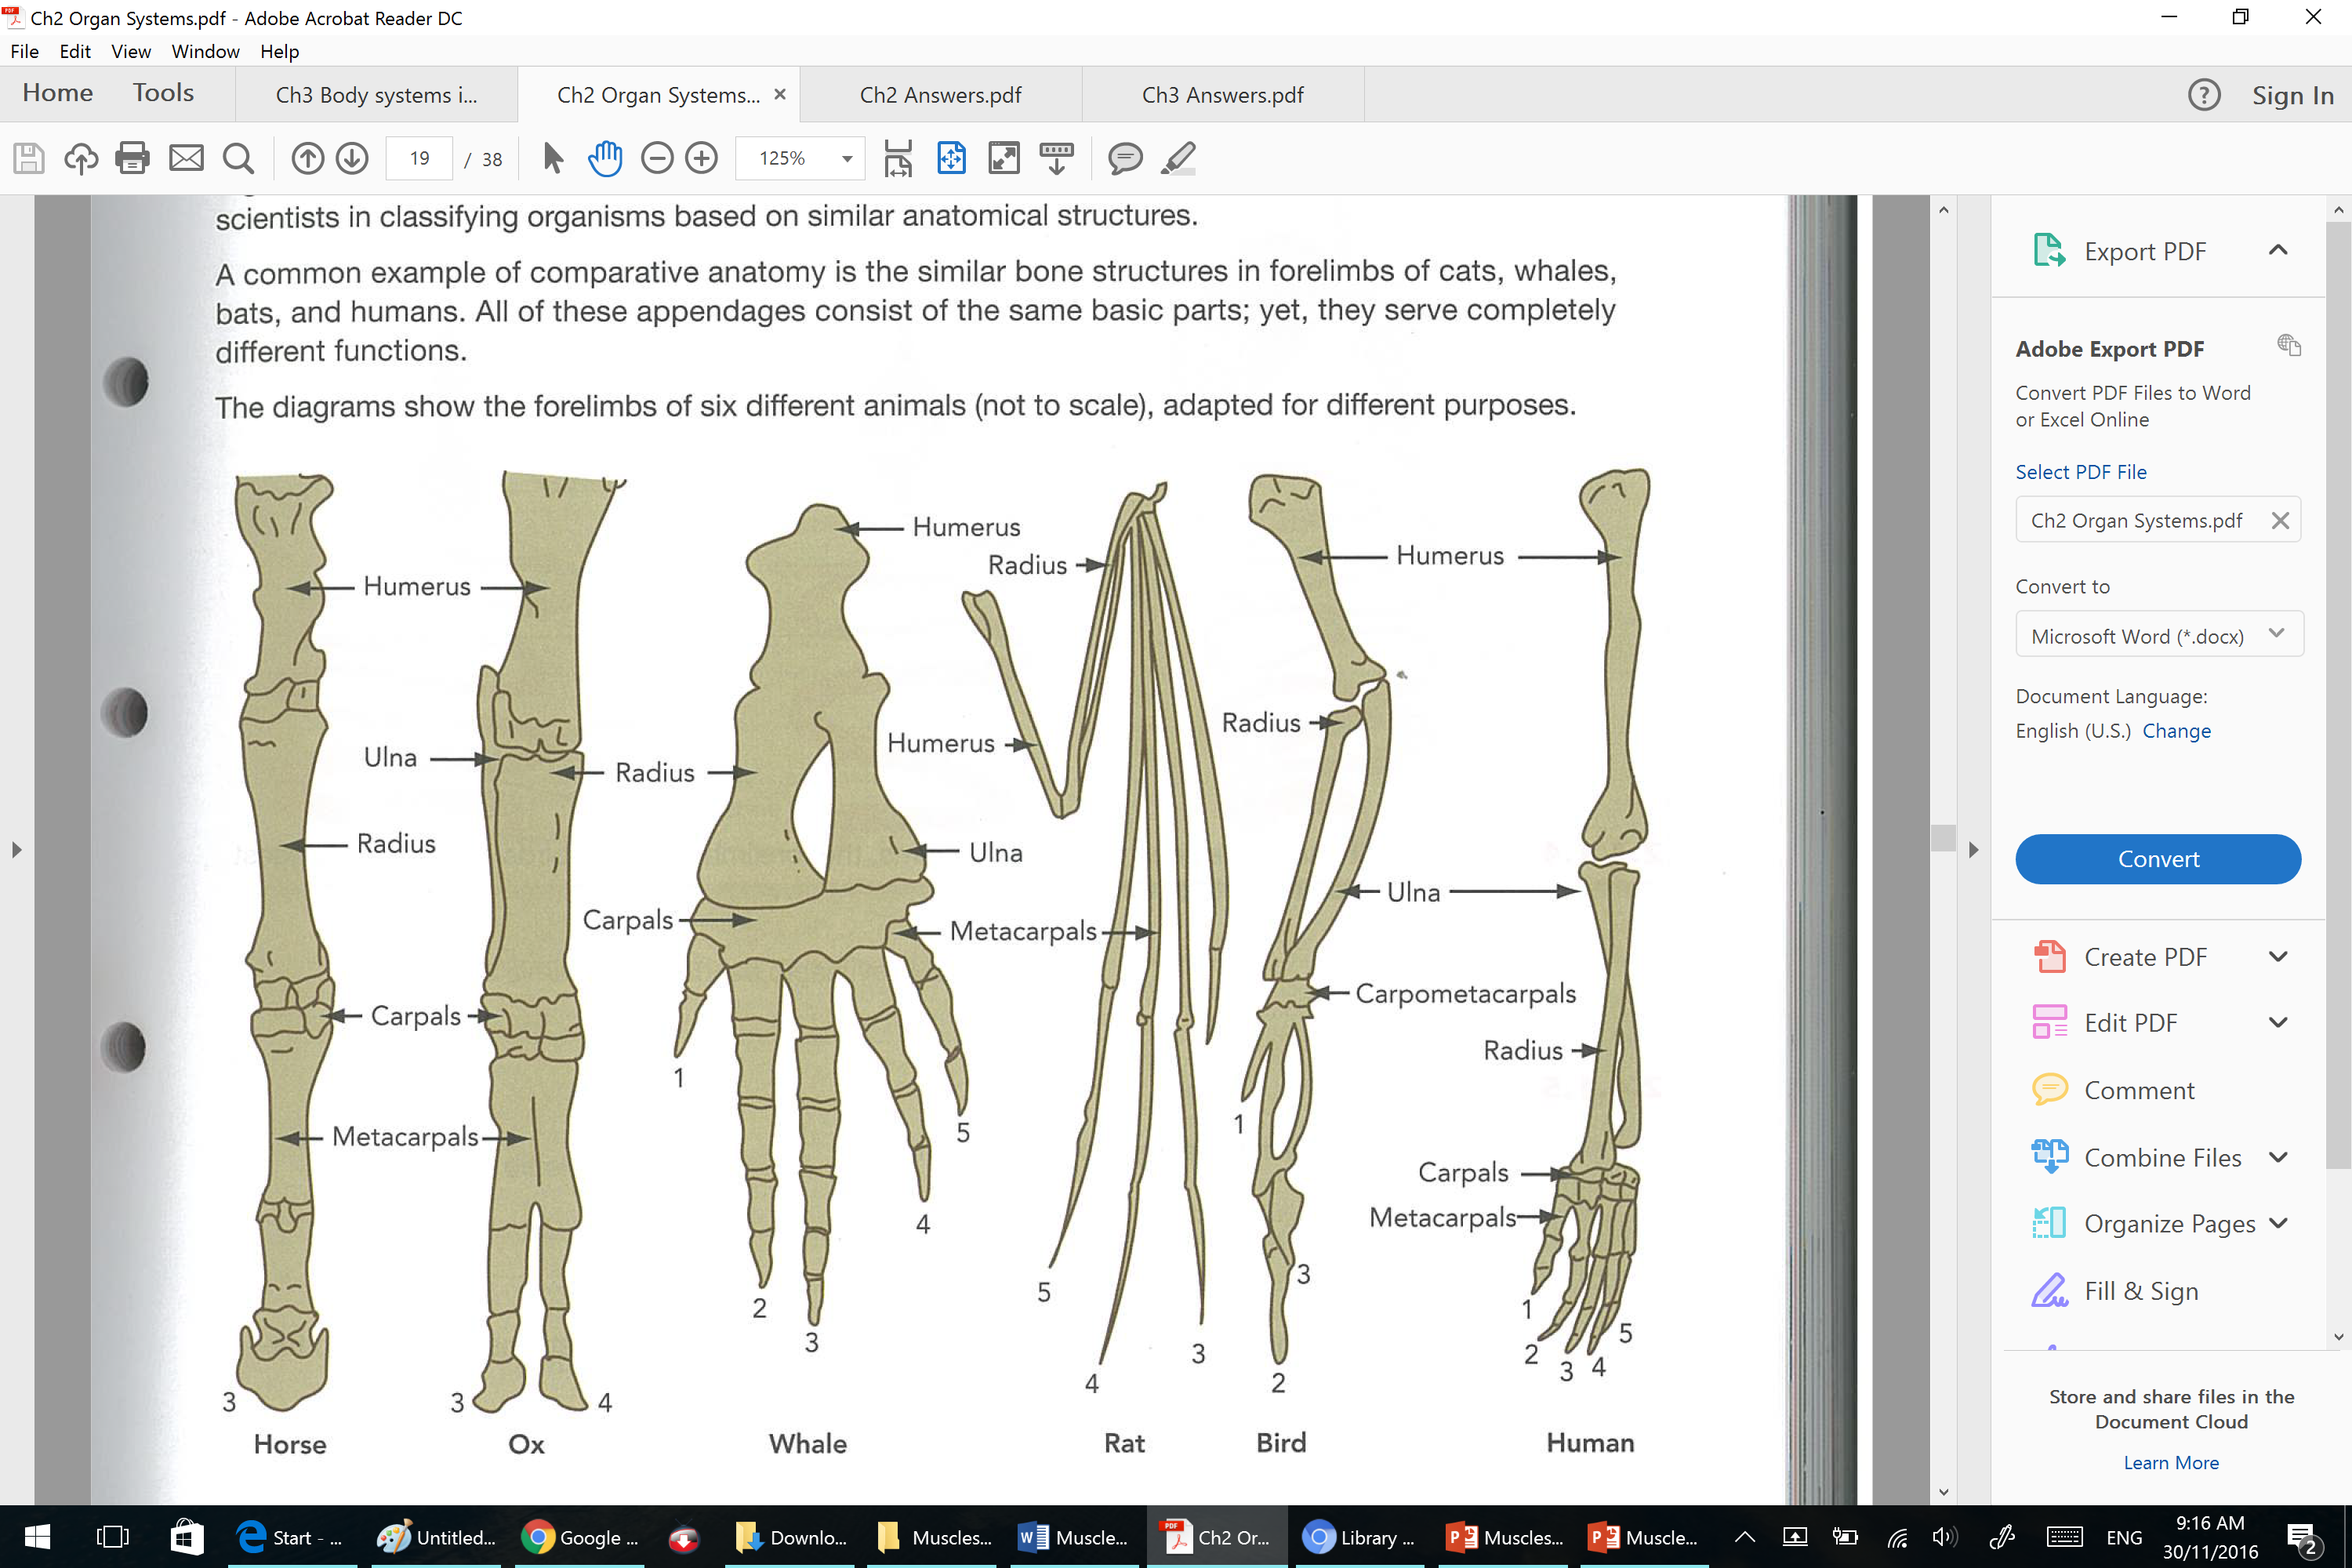 Ch2 Organ Systems.pdf - Adobe Acrobat Reader DC
File Edit View Window Help
Home Tools Ch3 Body systems i... Ch2 Organ Systems... × Ch2 Answers.pdf Ch3 Answers.pdf ? Sign In
19 / 38 125%
scientists in classifying organisms based on similar anatomical structures.
A common example of comparative anatomy is the similar bone structures in forelimbs of cats, whales,
bats, and humans. All of these appendages consist of the same basic parts; yet, they serve completely
different functions.
The diagrams show the forelimbs of six different animals (not to scale), adapted for different purposes.
Humerus
Radius
Humerus
Humerus
Radius
Humerus
Ulna
Radius
Radius
Ulna
Ulna
Carpals
Metacarpals
Carpometacarpals
Carpals
Radius
1
1
5
Metacarpals
Carpals
Metacarpals
4
5
3
2
1
3
5
2
3
4
3
4
2
3
3
4
Horse Ox Whale Rat Bird Human
Export PDF
Adobe Export PDF
Convert PDF Files to Word
or Excel Online
Select PDF File
Ch2 Organ Systems.pdf
Convert to
Microsoft Word (*.docx)
Document Language:
English (U.S.) Change
Convert
Create PDF
Edit PDF
Comment
Combine Files
Organize Pages
Fill & Sign
Store and share files in the
Document Cloud
Learn More
Start - ... Untitled... Google ... Downlo... Muscles... Muscle... Ch2 Or... Library ... Muscles... Muscle... ENG
9:16 AM
30/11/2016
2